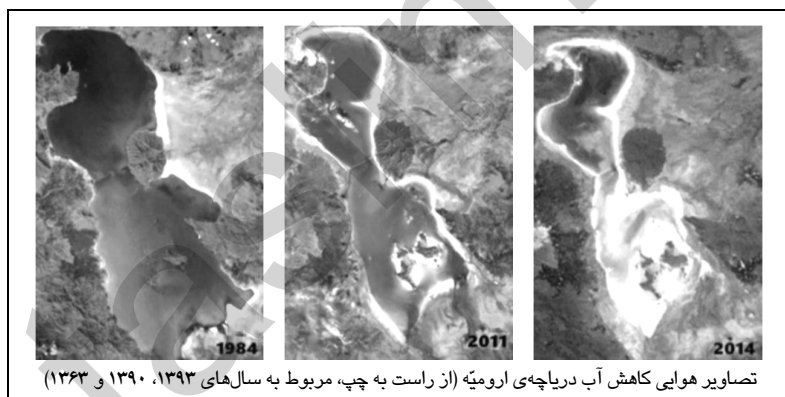 1984
2011
2014
تصاویر هوایی کاهش آب دریاچه‌ی ارومیّه (از راست به چپ، مربوط به سال‌های ۱۳۹۳، ۱۳۹۰ و ۱۳۶۳)